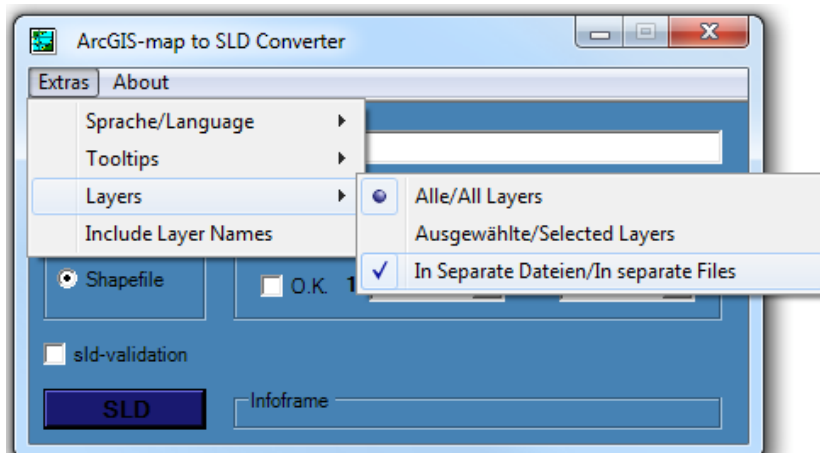 ArcGIS-map to SLD Converter
Extras About
Sprache/Language
Tooltips
Layers
Include Layer Names
Alle/All Layers
Ausgewählte/Selected Layers
In Separate Dateien/In separate Files
Shapefile
O.K. 1
sld-validation
SLD
Infoframe